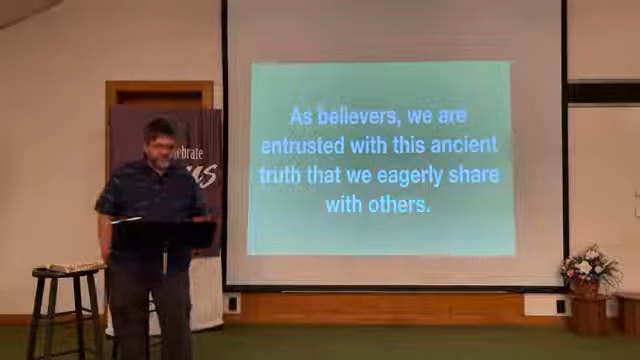 As believers, we are
entrusted with this ancient
truth that we eagerly share
with others.